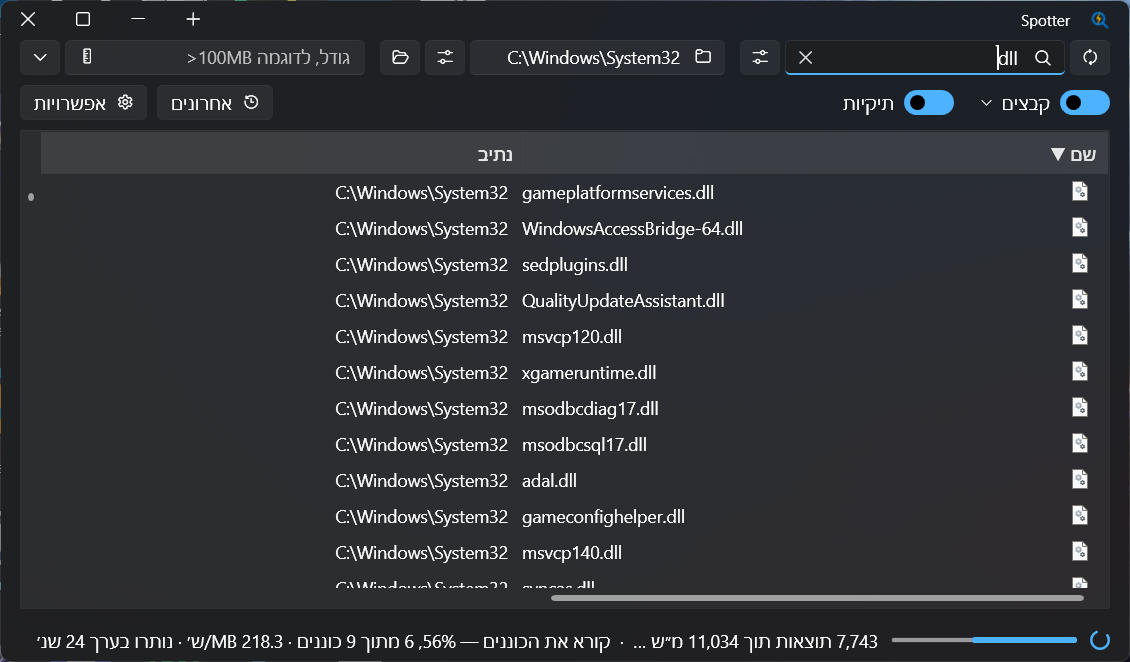 Spotter
dll
C:\Windows\System32
גודל, לדוגמה 100MB<
קבצים
תיקיות
אחרונים
אפשרויות
שם ▼ נתיב
gameplatformservices.dll C:\Windows\System32
WindowsAccessBridge-64.dll C:\Windows\System32
sedplugins.dll C:\Windows\System32
QualityUpdateAssistant.dll C:\Windows\System32
msvcp120.dll C:\Windows\System32
xgameruntime.dll C:\Windows\System32
msodbcdiag17.dll C:\Windows\System32
msodbcsql17.dll C:\Windows\System32
adal.dll C:\Windows\System32
gameconfighelper.dll C:\Windows\System32
msvcp140.dll C:\Windows\System32
C:\Windows\System32
7,743 תוצאות תוך 11,034 מ״ש ... · קורא את הכוננים — 56%, 6 מתוך 9 כוננים · 218.3 MB/ש׳ · נותרו בערך 24 שנ׳